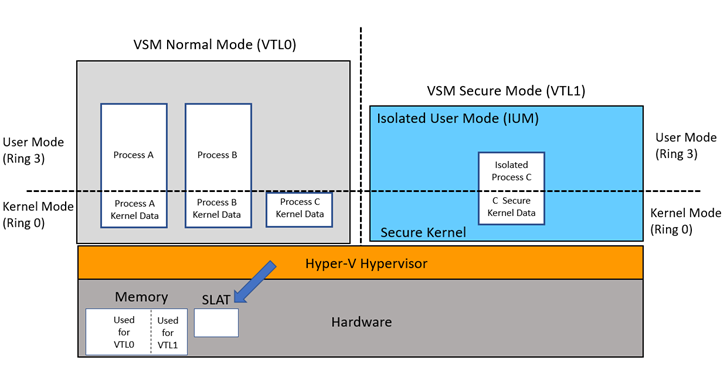 VSM Normal Mode (VTL0)
VSM Secure Mode (VTL1)
Isolated User Mode (IUM)
User Mode
(Ring 3)
Process A
Process B
Isolated
Process C
User Mode
(Ring 3)
Kernel Mode
(Ring 0)
Process A
Kernel Data
Process B
Kernel Data
Process C
Kernel Data
C Secure
Kernel Data
Secure Kernel
Kernel Mode
(Ring 0)
Hyper-V Hypervisor
Memory
SLAT
Used
for
VTL0
Used
for
VTL1
Hardware